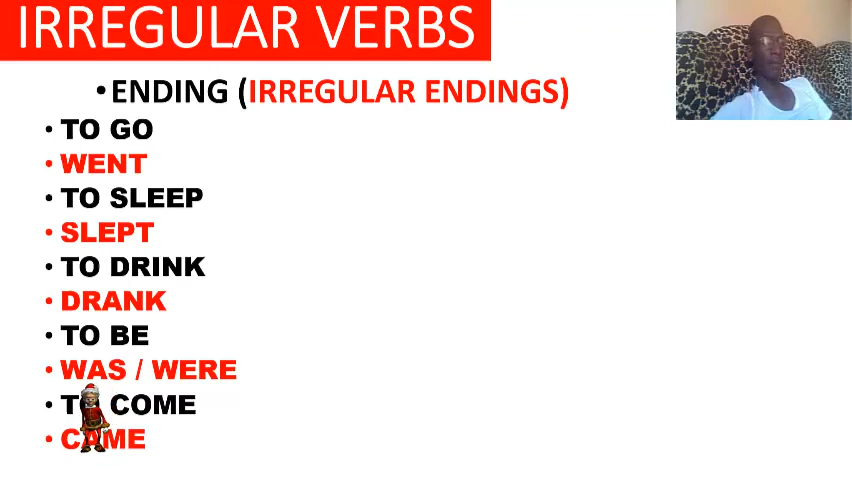 IRREGULAR VERBS
•ENDING (IRREGULAR ENDINGS)
• TO GO
• WENT
• TO SLEEP
• SLEPT
• TO DRINK
• DRANK
• TO BE
• WAS / WERE
• TO COME
• CAME